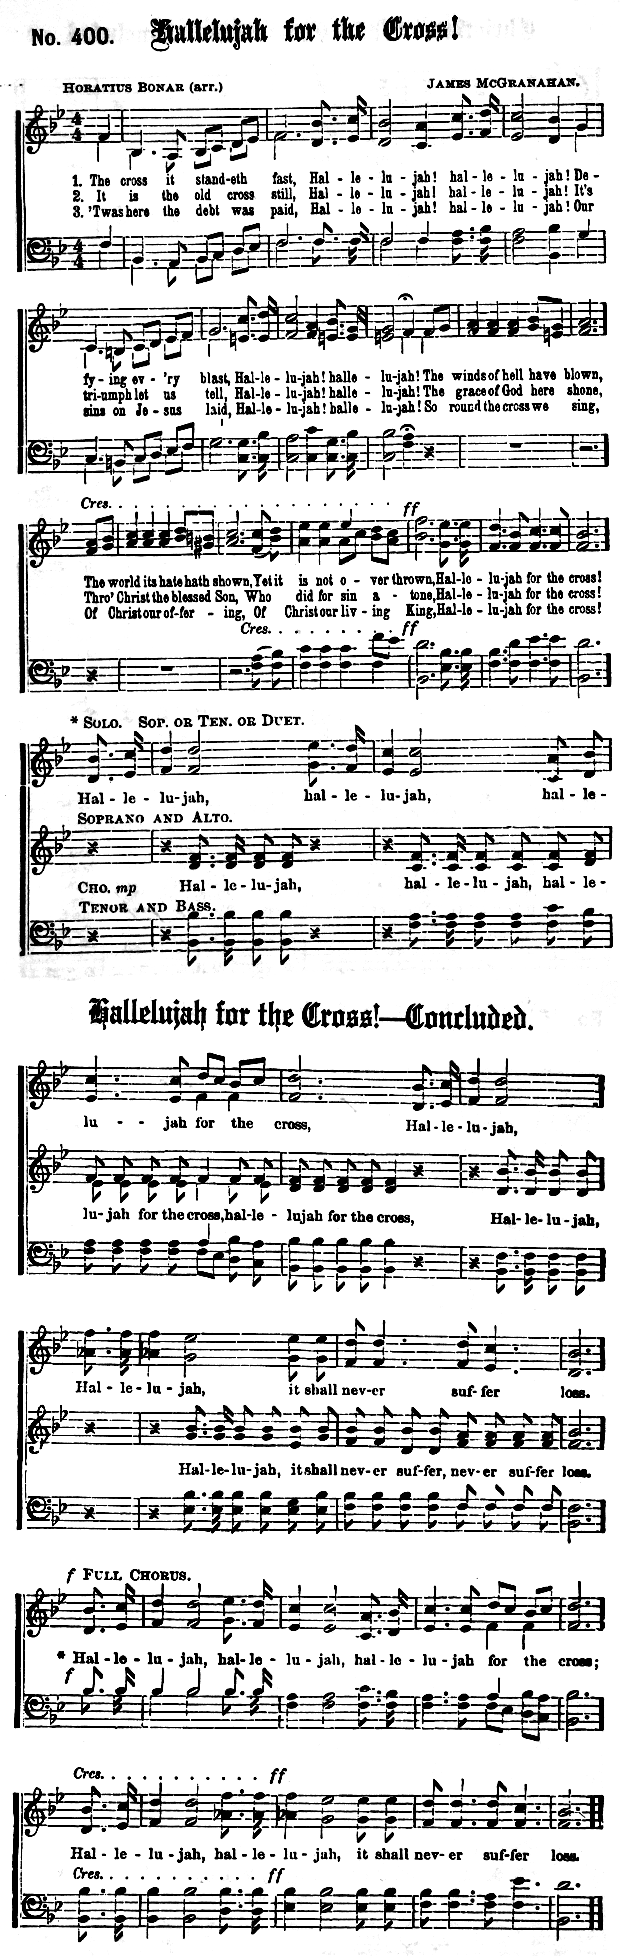 No. 400. Hallelujah for the Cross!
HORATIUS BONAR (arr.) JAMES MCGRANAHAN.
1. The cross it stand-eth fast, Hal - le - lu - jah! hal - le - lu - jah! De-
2. It is the old cross still, Hal - le - lu - jah! hal - le - lu - jah! It's
3. 'Twas here the debt was paid, Hal - le - lu - jah! hal - le - lu - jah! Our
fy - ing ev - 'ry blast, Hal-le - lu-jah! halle - lu-jah! The winds of hell have blown,
tri-umph let us tell, Hal-le - lu-jah! halle - lu-jah! The grace of God here shone,
sins on Je - sus laid, Hal-le - lu-jah! halle - lu-jah! So round the cross we sing,
Cres. . . . . . . . . . . . . . . . . . . . . ff
The world its hate hath shown, Yet it is not o - ver thrown, Hal-le - lu-jah for the cross!
Thro' Christ the blessed Son, Who did for sin a - tone, Hal-le - lu-jah for the cross!
Of Christ our of-fer - ing, Of Christ our liv - ing King, Hal-le - lu-jah for the cross!
Cres. . . . . . . . . ff
* SOLO. SOP. OR TEN. OR DUET.
Hal - le - lu-jah, hal - le - lu-jah, hal - le-
SOPRANO AND ALTO.
CHO. mp Hal - le-lu-jah, hal - le - lu - jah, hal - le-
TENOR AND BASS.
Hallelujah for the Cross!—Concluded.
lu - - jah for the cross, Hal - le - lu-jah,
lu-jah for the cross, hal-le - lujah for the cross, Hal-le-lu-jah,
Hal - le - lu - jah, it shall nev-er suf-fer loss.
Hal-le-lu-jah, it shall nev-er suf-fer, nev-er suf-fer loss.
f FULL CHORUS.
* Hal - le - lu - jah, hal - le - lu - jah, hal - le - lu - jah for the cross;
f
Cres. . . . . . . . . . . ff
Hal - le - lu - jah, hal - le - lu - jah, it shall nev - er suf-fer loss.
Cres. . . . . . . . . . . ff